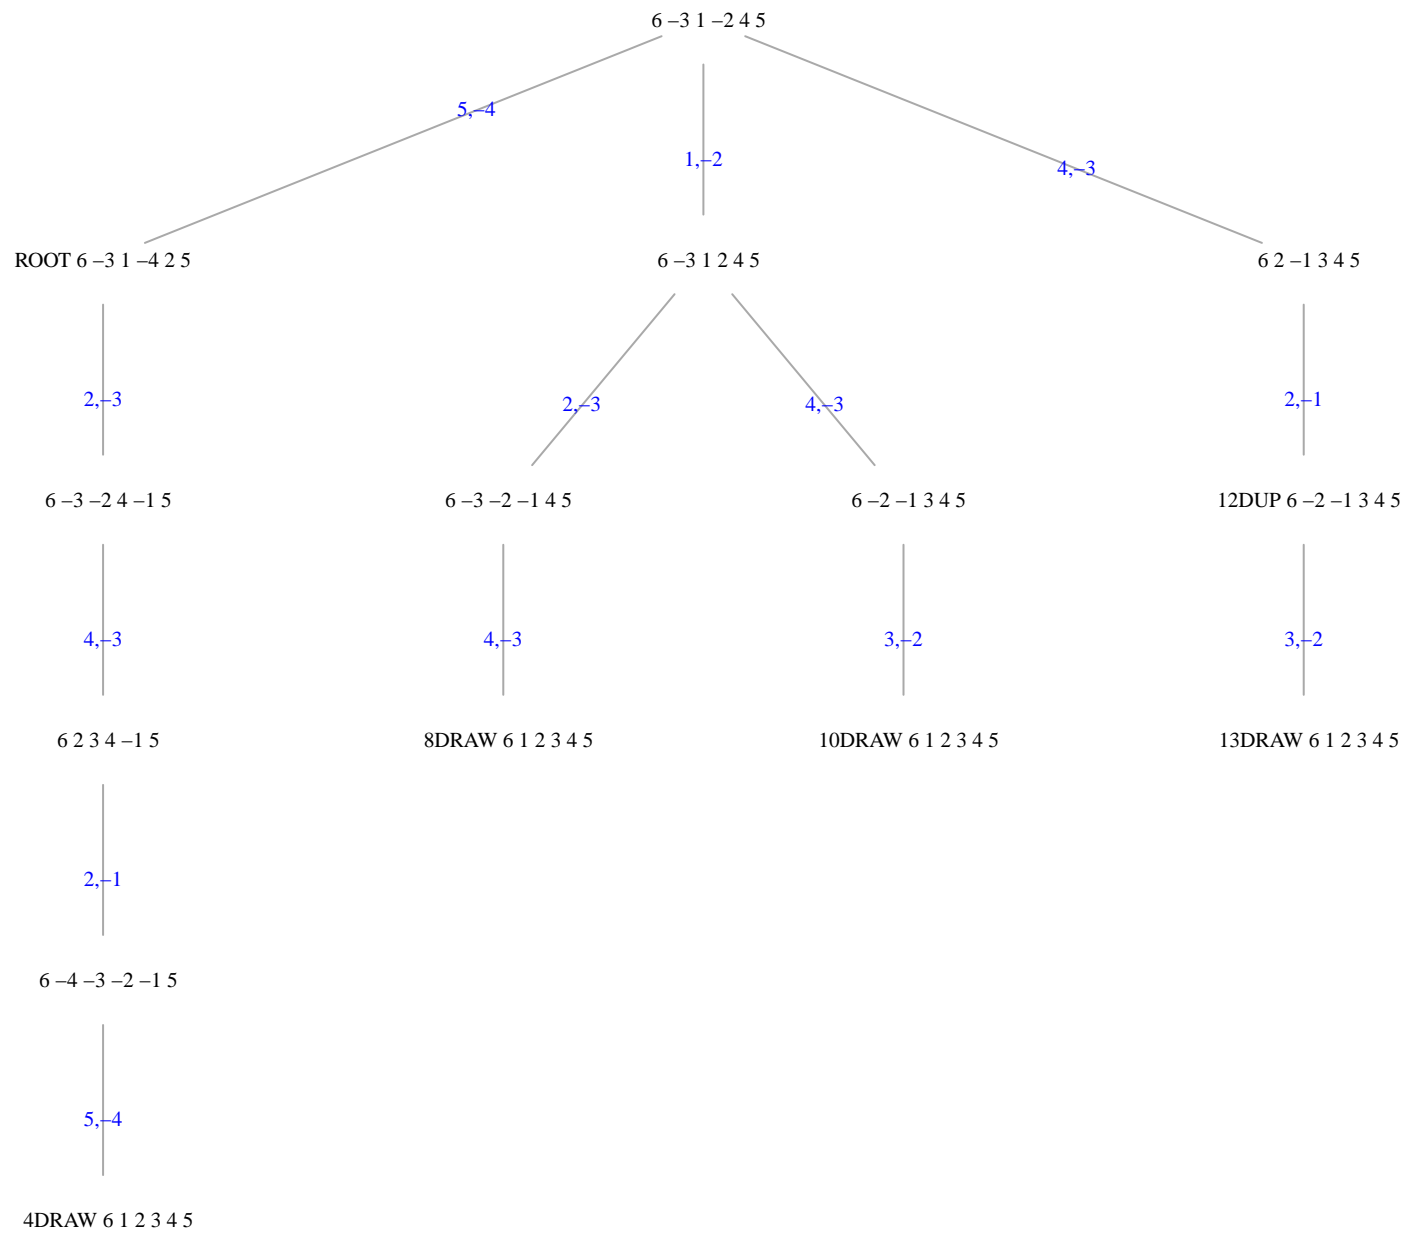 6 –3 1 –2 4 5
5,–4
1,–2
4,–3
ROOT 6 –3 1 –4 2 5
6 –3 1 2 4 5
6 2 –1 3 4 5
2,–3
2,–3
4,–3
2,–1
6 –3 –2 4 –1 5
6 –3 –2 –1 4 5
6 –2 –1 3 4 5
12DUP 6 –2 –1 3 4 5
4,–3
4,–3
3,–2
3,–2
6 2 3 4 –1 5
8DRAW 6 1 2 3 4 5
10DRAW 6 1 2 3 4 5
13DRAW 6 1 2 3 4 5
2,–1
6 –4 –3 –2 –1 5
5,–4
4DRAW 6 1 2 3 4 5